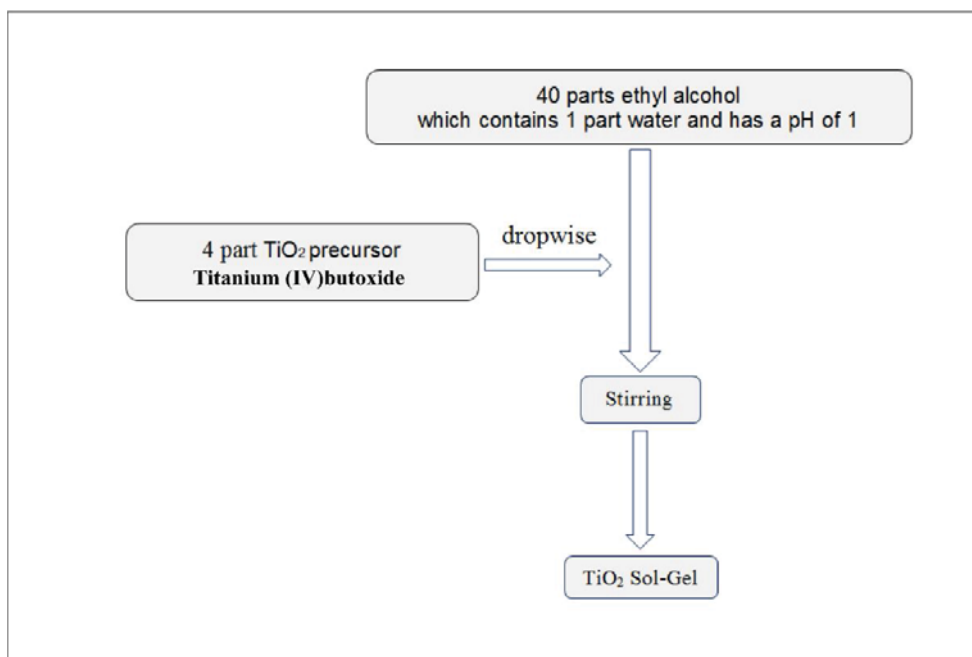 40 parts ethyl alcohol
which contains 1 part water and has a pH of 1
dropwise
4 part TiO₂ precursor
Titanium (IV)butoxide
Stirring
TiO₂ Sol-Gel